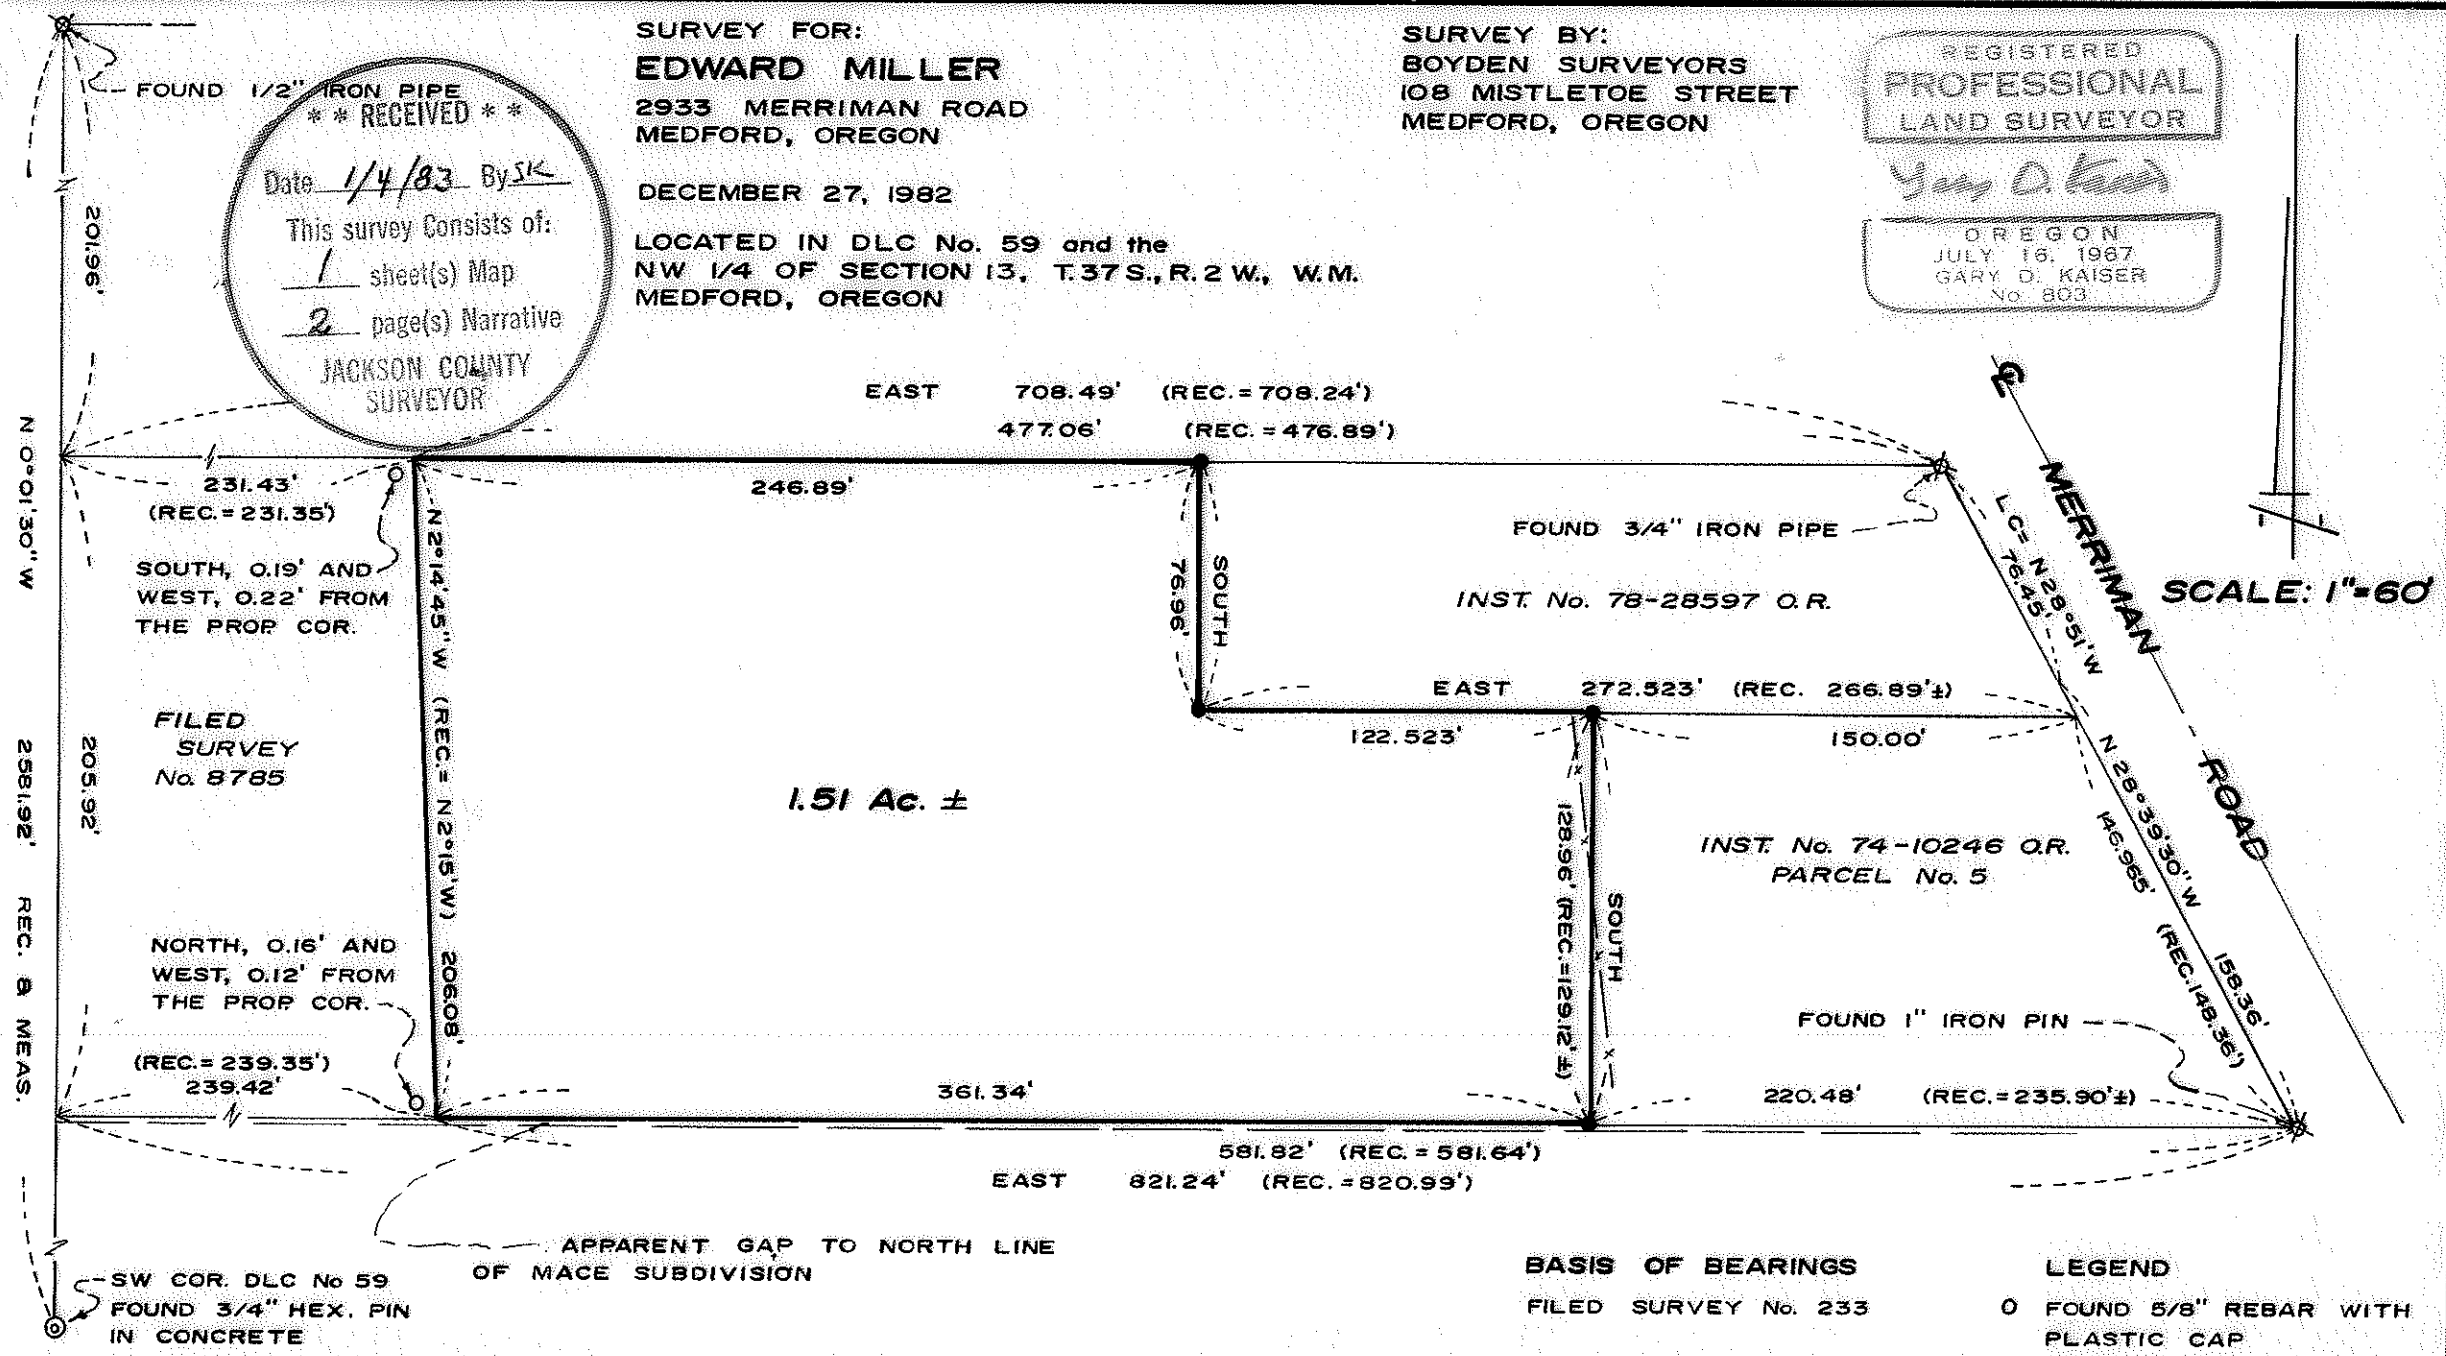 SURVEY FOR:
EDWARD MILLER
2933 MERRIMAN ROAD
MEDFORD, OREGON
DECEMBER 27, 1982
LOCATED IN DLC No. 59 and the
NW 1/4 OF SECTION 13, T.37 S., R.2 W., W.M.
MEDFORD, OREGON
SURVEY BY:
BOYDEN SURVEYORS
108 MISTLETOE STREET
MEDFORD, OREGON
REGISTERED
PROFESSIONAL
LAND SURVEYOR
OREGON
JULY 16, 1967
GARY D. KAISER
No 803
FOUND 1/2" IRON PIPE
* * RECEIVED * *
Date 1/4/83 By SK
This survey Consists of:
1 sheet(s) Map
2 page(s) Narrative
JACKSON COUNTY
SURVEYOR
201.96'
N 0°01'30" W
2581.92' REC. & MEAS.
205.92'
EAST 708.49' (REC.=708.24')
477.06' (REC.=476.89')
231.43'
(REC.=231.35')
246.89'
SOUTH, 0.19' AND
WEST, 0.22' FROM
THE PROP. COR.
N 2°14'45" W (REC.= N 2°15' W) 206.08'
76.96'
SOUTH
FOUND 3/4" IRON PIPE
INST. No. 78-28597 O.R.
LC= N 28°51' W
76.45'
MERRIMAN ROAD
SCALE: 1"=60'
EAST 272.523' (REC. 266.89'±)
122.523'
150.00'
FILED
SURVEY
No. 8785
1.51 Ac. ±
128.96' (REC.=129.12' ±)
SOUTH
INST. No. 74-10246 O.R.
PARCEL No. 5
N 28°39'30" W
146.965' (REC. 148.36')
158.36'
NORTH, 0.16' AND
WEST, 0.12' FROM
THE PROP. COR.
FOUND 1" IRON PIN
(REC.=239.35')
239.42'
361.34'
220.48' (REC.=235.90'±)
581.82' (REC.=581.64')
EAST 821.24' (REC.=820.99')
APPARENT GAP TO NORTH LINE
OF MACE SUBDIVISION
SW COR. DLC No 59
FOUND 3/4" HEX. PIN
IN CONCRETE
BASIS OF BEARINGS
FILED SURVEY No. 233
LEGEND
O FOUND 5/8" REBAR WITH
PLASTIC CAP